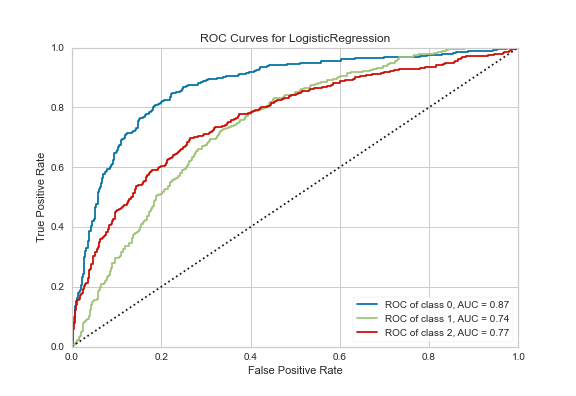 ROC Curves for LogisticRegression
True Positive Rate
1.0
0.8
0.6
0.4
0.2
0.0
ROC of class 0, AUC = 0.87
ROC of class 1, AUC = 0.74
ROC of class 2, AUC = 0.77
0.0 0.2 0.4 0.6 0.8 1.0
False Positive Rate